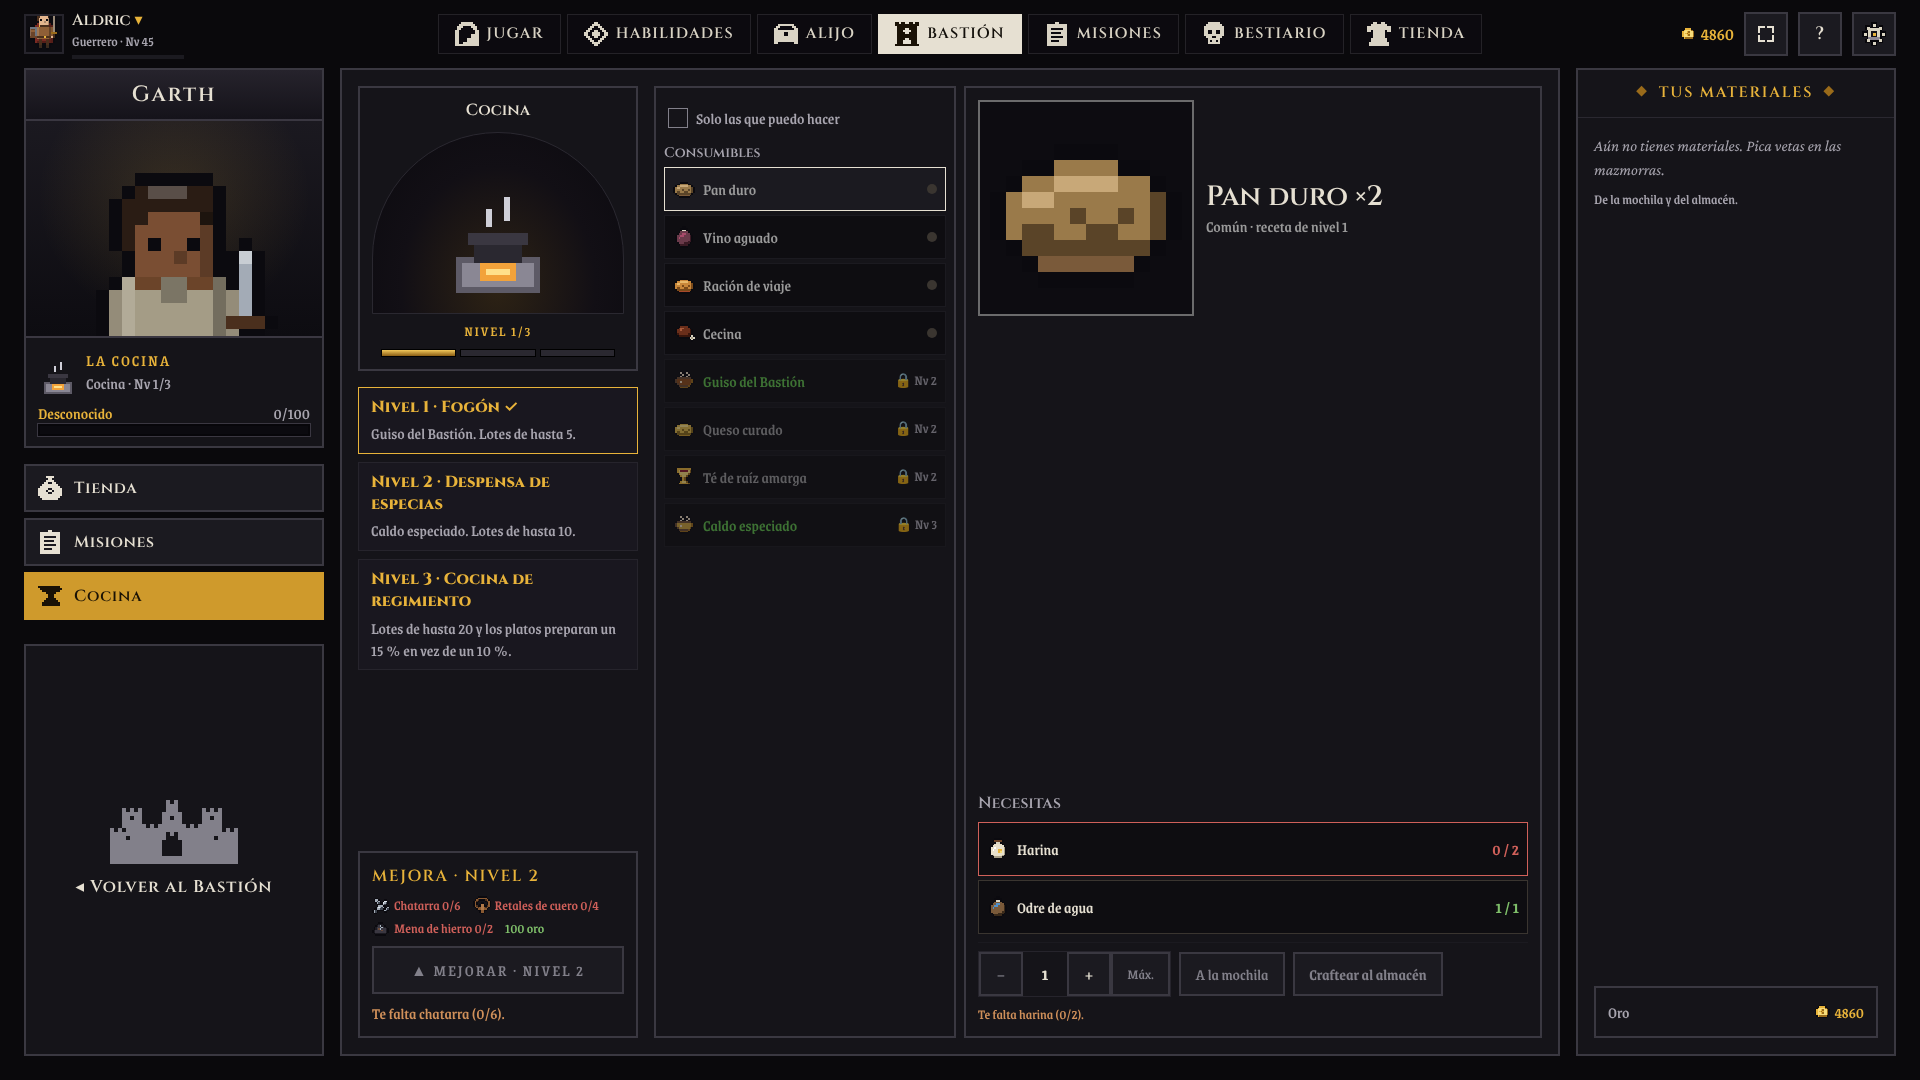 ALDRIC ▼
Guerrero · Nv 45
JUGAR
HABILIDADES
ALIJO
BASTIÓN
MISIONES
BESTIARIO
TIENDA
4860
?
GARTH
LA COCINA
Cocina · Nv 1/3
Desconocido 0/100
TIENDA
MISIONES
COCINA
◂ VOLVER AL BASTIÓN
COCINA
NIVEL 1/3
NIVEL 1 · FOGÓN ✓
Guiso del Bastión. Lotes de hasta 5.
NIVEL 2 · DESPENSA DE
ESPECIAS
Caldo especiado. Lotes de hasta 10.
NIVEL 3 · COCINA DE
REGIMIENTO
Lotes de hasta 20 y los platos preparan un
15 % en vez de un 10 %.
MEJORA · NIVEL 2
Chatarra 0/6 Retales de cuero 0/4
Mena de hierro 0/2 100 oro
▲ MEJORAR · NIVEL 2
Te falta chatarra (0/6).
Solo las que puedo hacer
CONSUMIBLES
Pan duro
Vino aguado
Ración de viaje
Cecina
Guiso del Bastión Nv 2
Queso curado Nv 2
Té de raíz amarga Nv 2
Caldo especiado Nv 3
PAN DURO ×2
Común · receta de nivel 1
NECESITAS
Harina 0 / 2
Odre de agua 1 / 1
− 1 + Máx. A la mochila Craftear al almacén
Te falta harina (0/2).
◆ TUS MATERIALES ◆
Aún no tienes materiales. Pica vetas en las
mazmorras.
De la mochila y del almacén.
Oro 4860